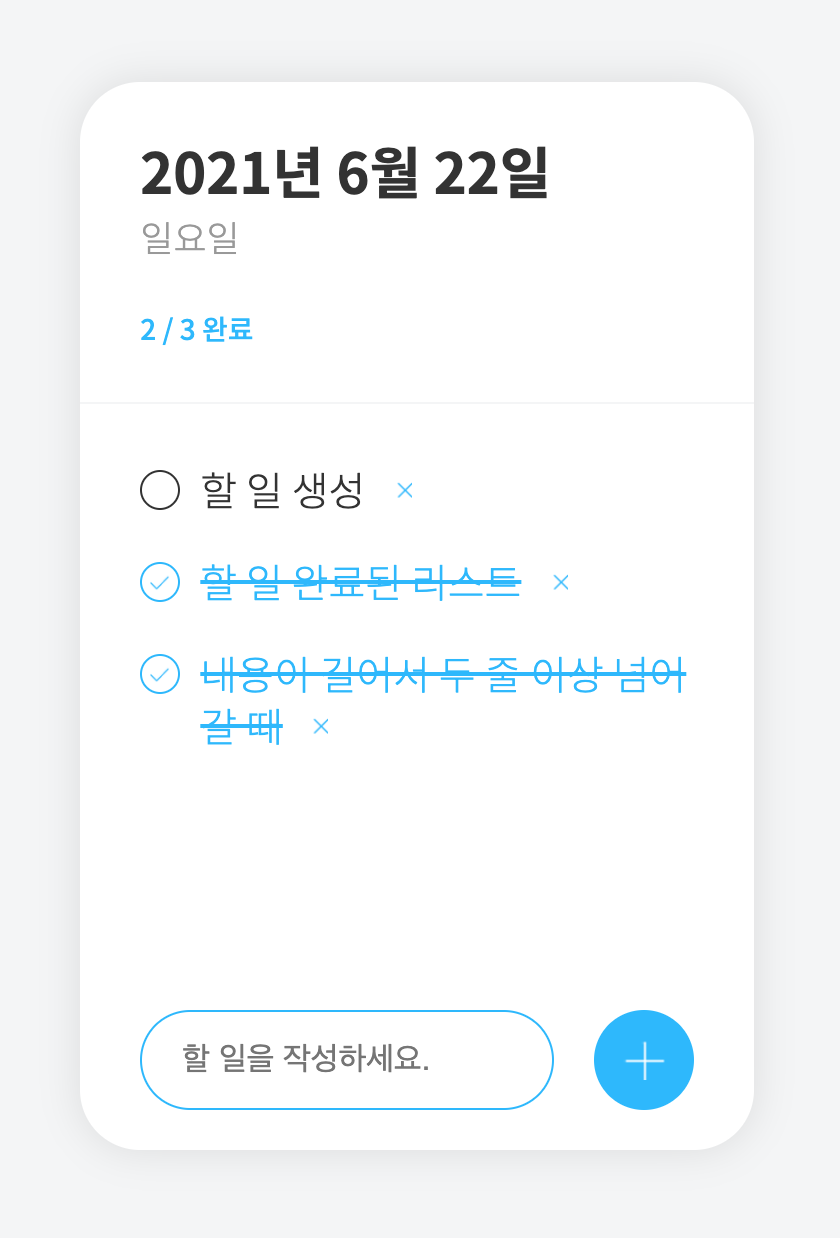 2021년 6월 22일
일요일
2 / 3 완료
할 일 생성 ×
할 일 완료된 리스트 ×
내용이 길어서 두 줄 이상 넘어
갈 때 ×
할 일을 작성하세요.